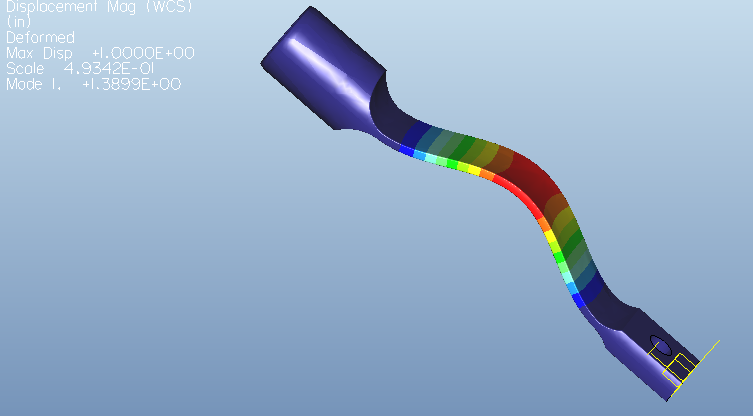 Displacement Mag (WCS)
(in)
Deformed
Max Disp +1.0000E+00
Scale 4.9342E-01
Mode 1, +1.3899E+00